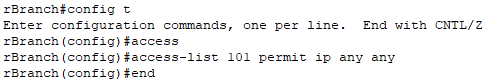 rBranch#config t
Enter configuration commands, one per line.  End with CNTL/Z
rBranch(config)#access
rBranch(config)#access-list 101 permit ip any any
rBranch(config)#end